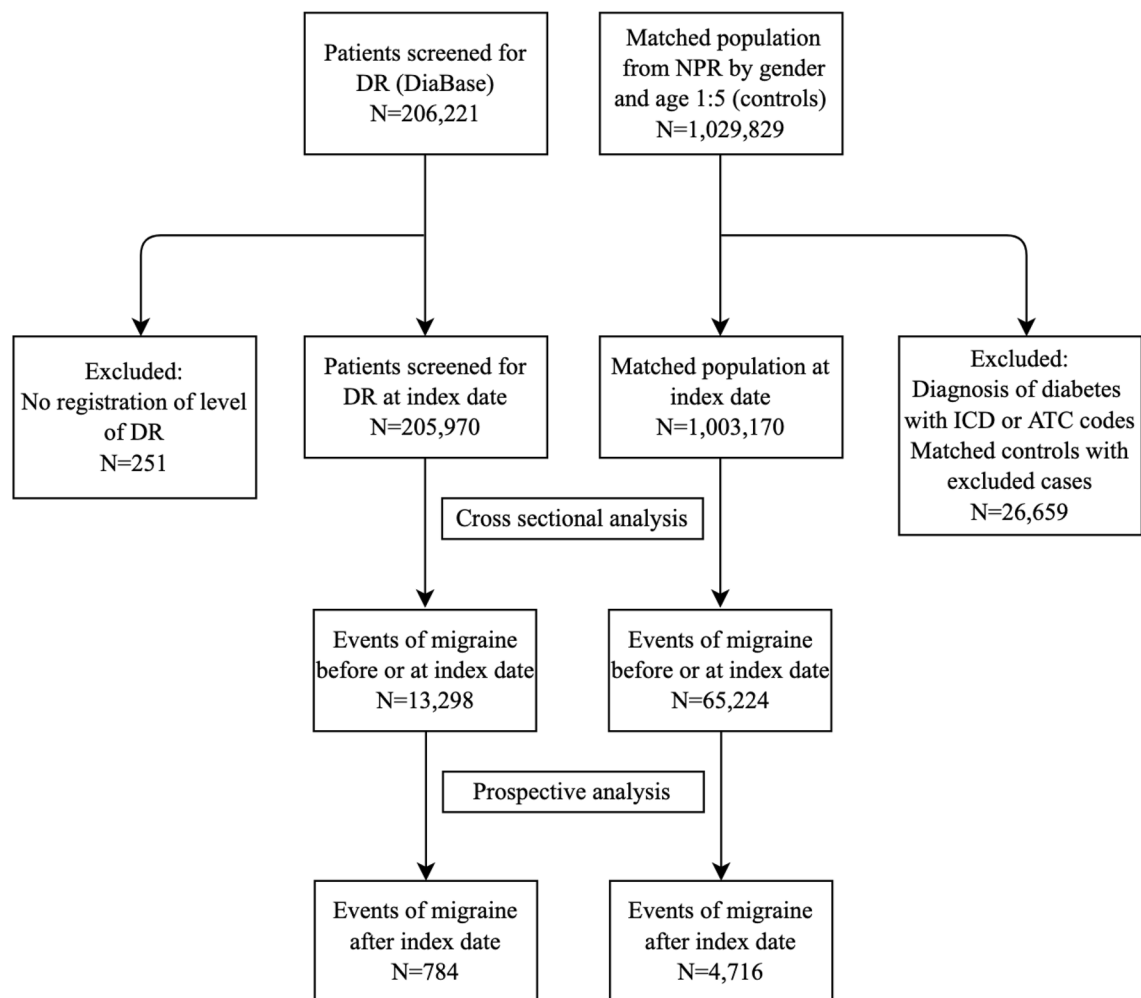 Patients screened for
DR (DiaBase)
N=206,221
Matched population
from NPR by gender
and age 1:5 (controls)
N=1,029,829
Excluded:
No registration of level
of DR
N=251
Patients screened for
DR at index date
N=205,970
Matched population at
index date
N=1,003,170
Excluded:
Diagnosis of diabetes
with ICD or ATC codes
Matched controls with
excluded cases
N=26,659
Cross sectional analysis
Events of migraine
before or at index date
N=13,298
Events of migraine
before or at index date
N=65,224
Prospective analysis
Events of migraine
after index date
N=784
Events of migraine
after index date
N=4,716